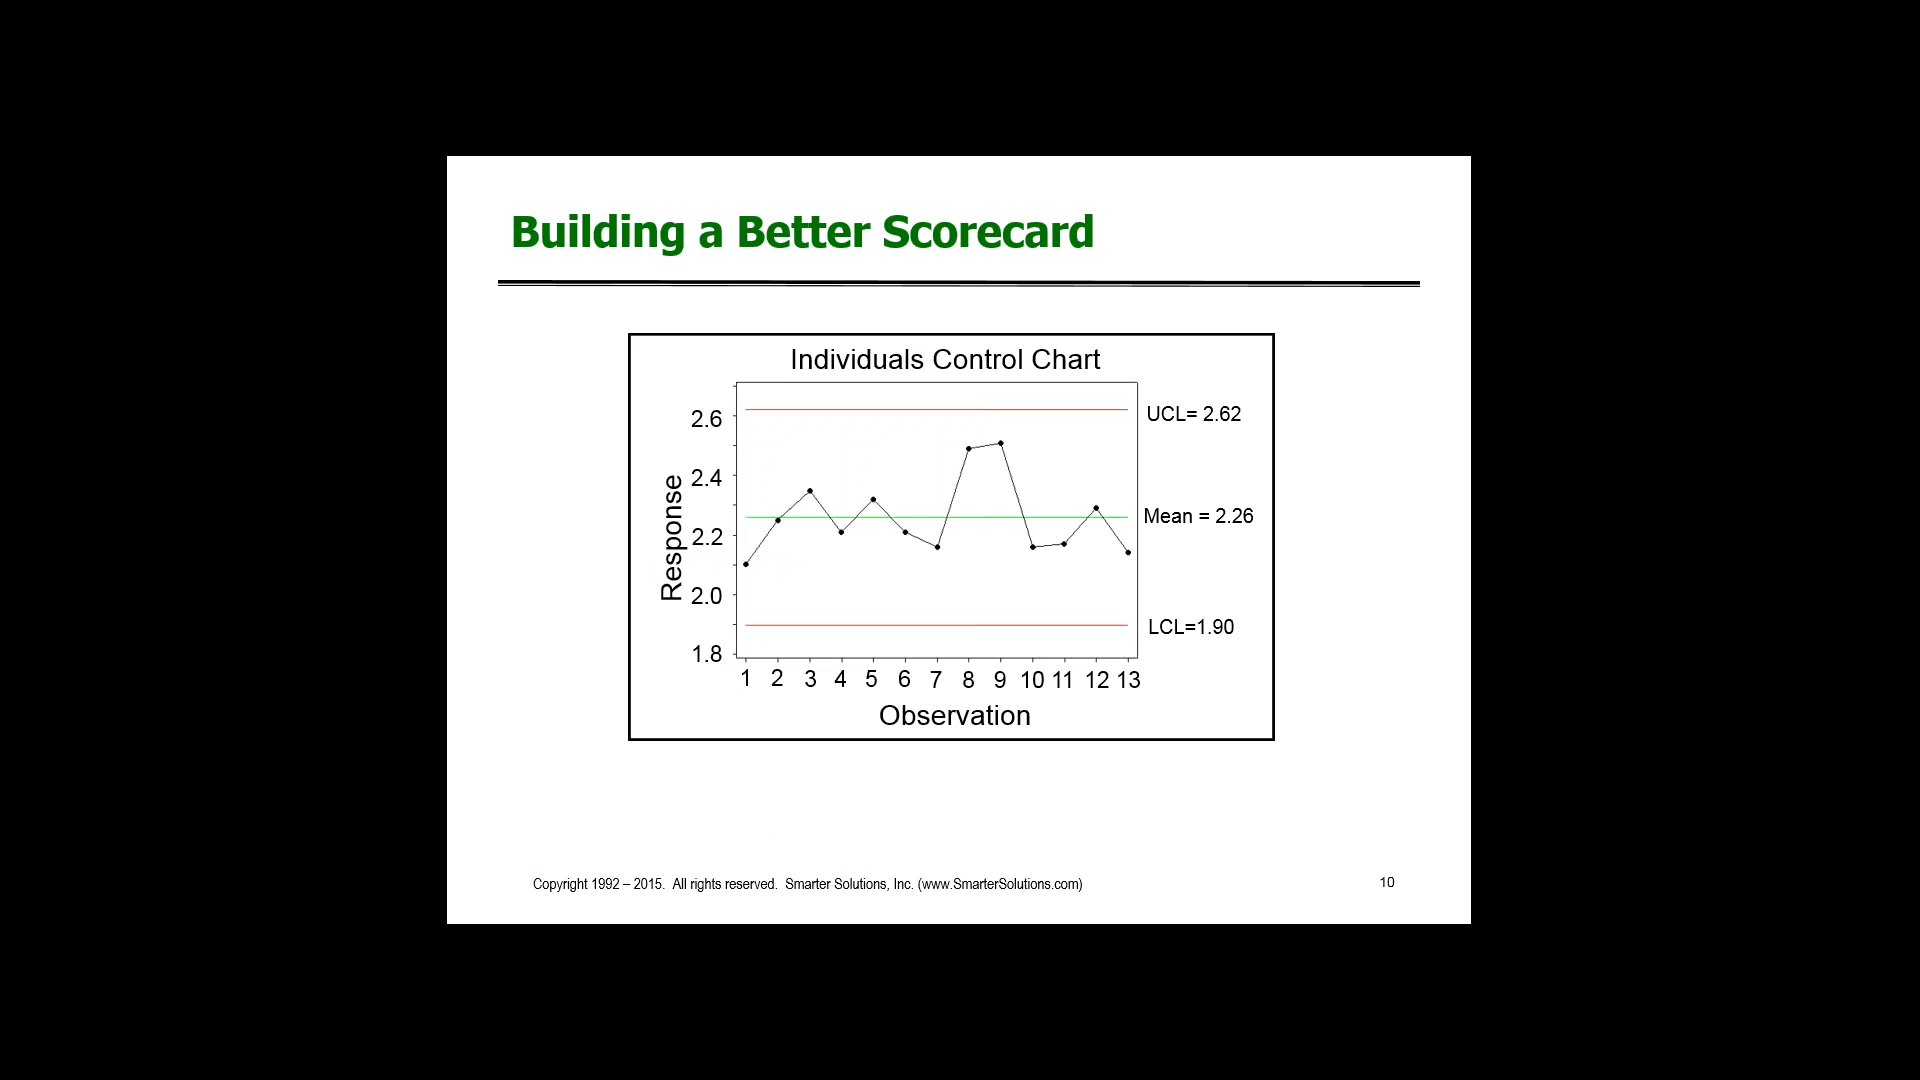 Building a Better Scorecard
Individuals Control Chart
2.6
2.4
2.2
2.0
1.8
Response
UCL= 2.62
Mean = 2.26
LCL=1.90
1 2 3 4 5 6 7 8 9 10 11 12 13
Observation
Copyright 1992 – 2015.  All rights reserved.  Smarter Solutions, Inc. (www.SmarterSolutions.com)
10